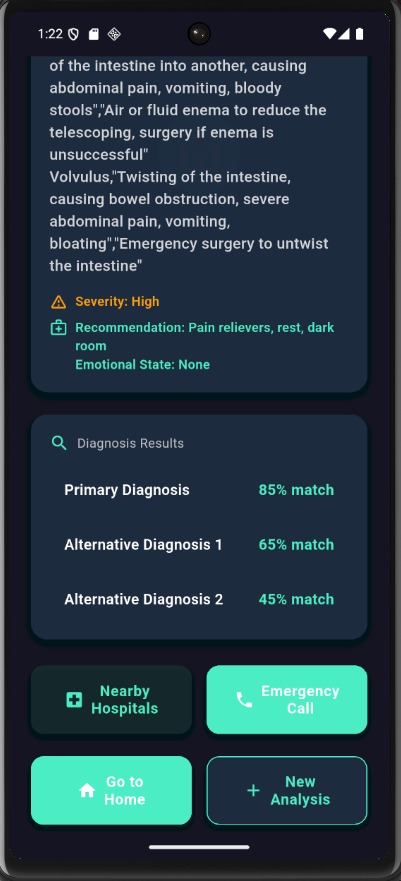 1:22
of the intestine into another, causing
abdominal pain, vomiting, bloody
stools","Air or fluid enema to reduce the
telescoping, surgery if enema is
unsuccessful"
Volvulus,"Twisting of the intestine,
causing bowel obstruction, severe
abdominal pain, vomiting,
bloating","Emergency surgery to untwist
the intestine"
Severity: High
Recommendation: Pain relievers, rest, dark
room
Emotional State: None
Diagnosis Results
Primary Diagnosis 85% match
Alternative Diagnosis 1 65% match
Alternative Diagnosis 2 45% match
Nearby
Hospitals
Emergency
Call
Go to
Home
New
Analysis